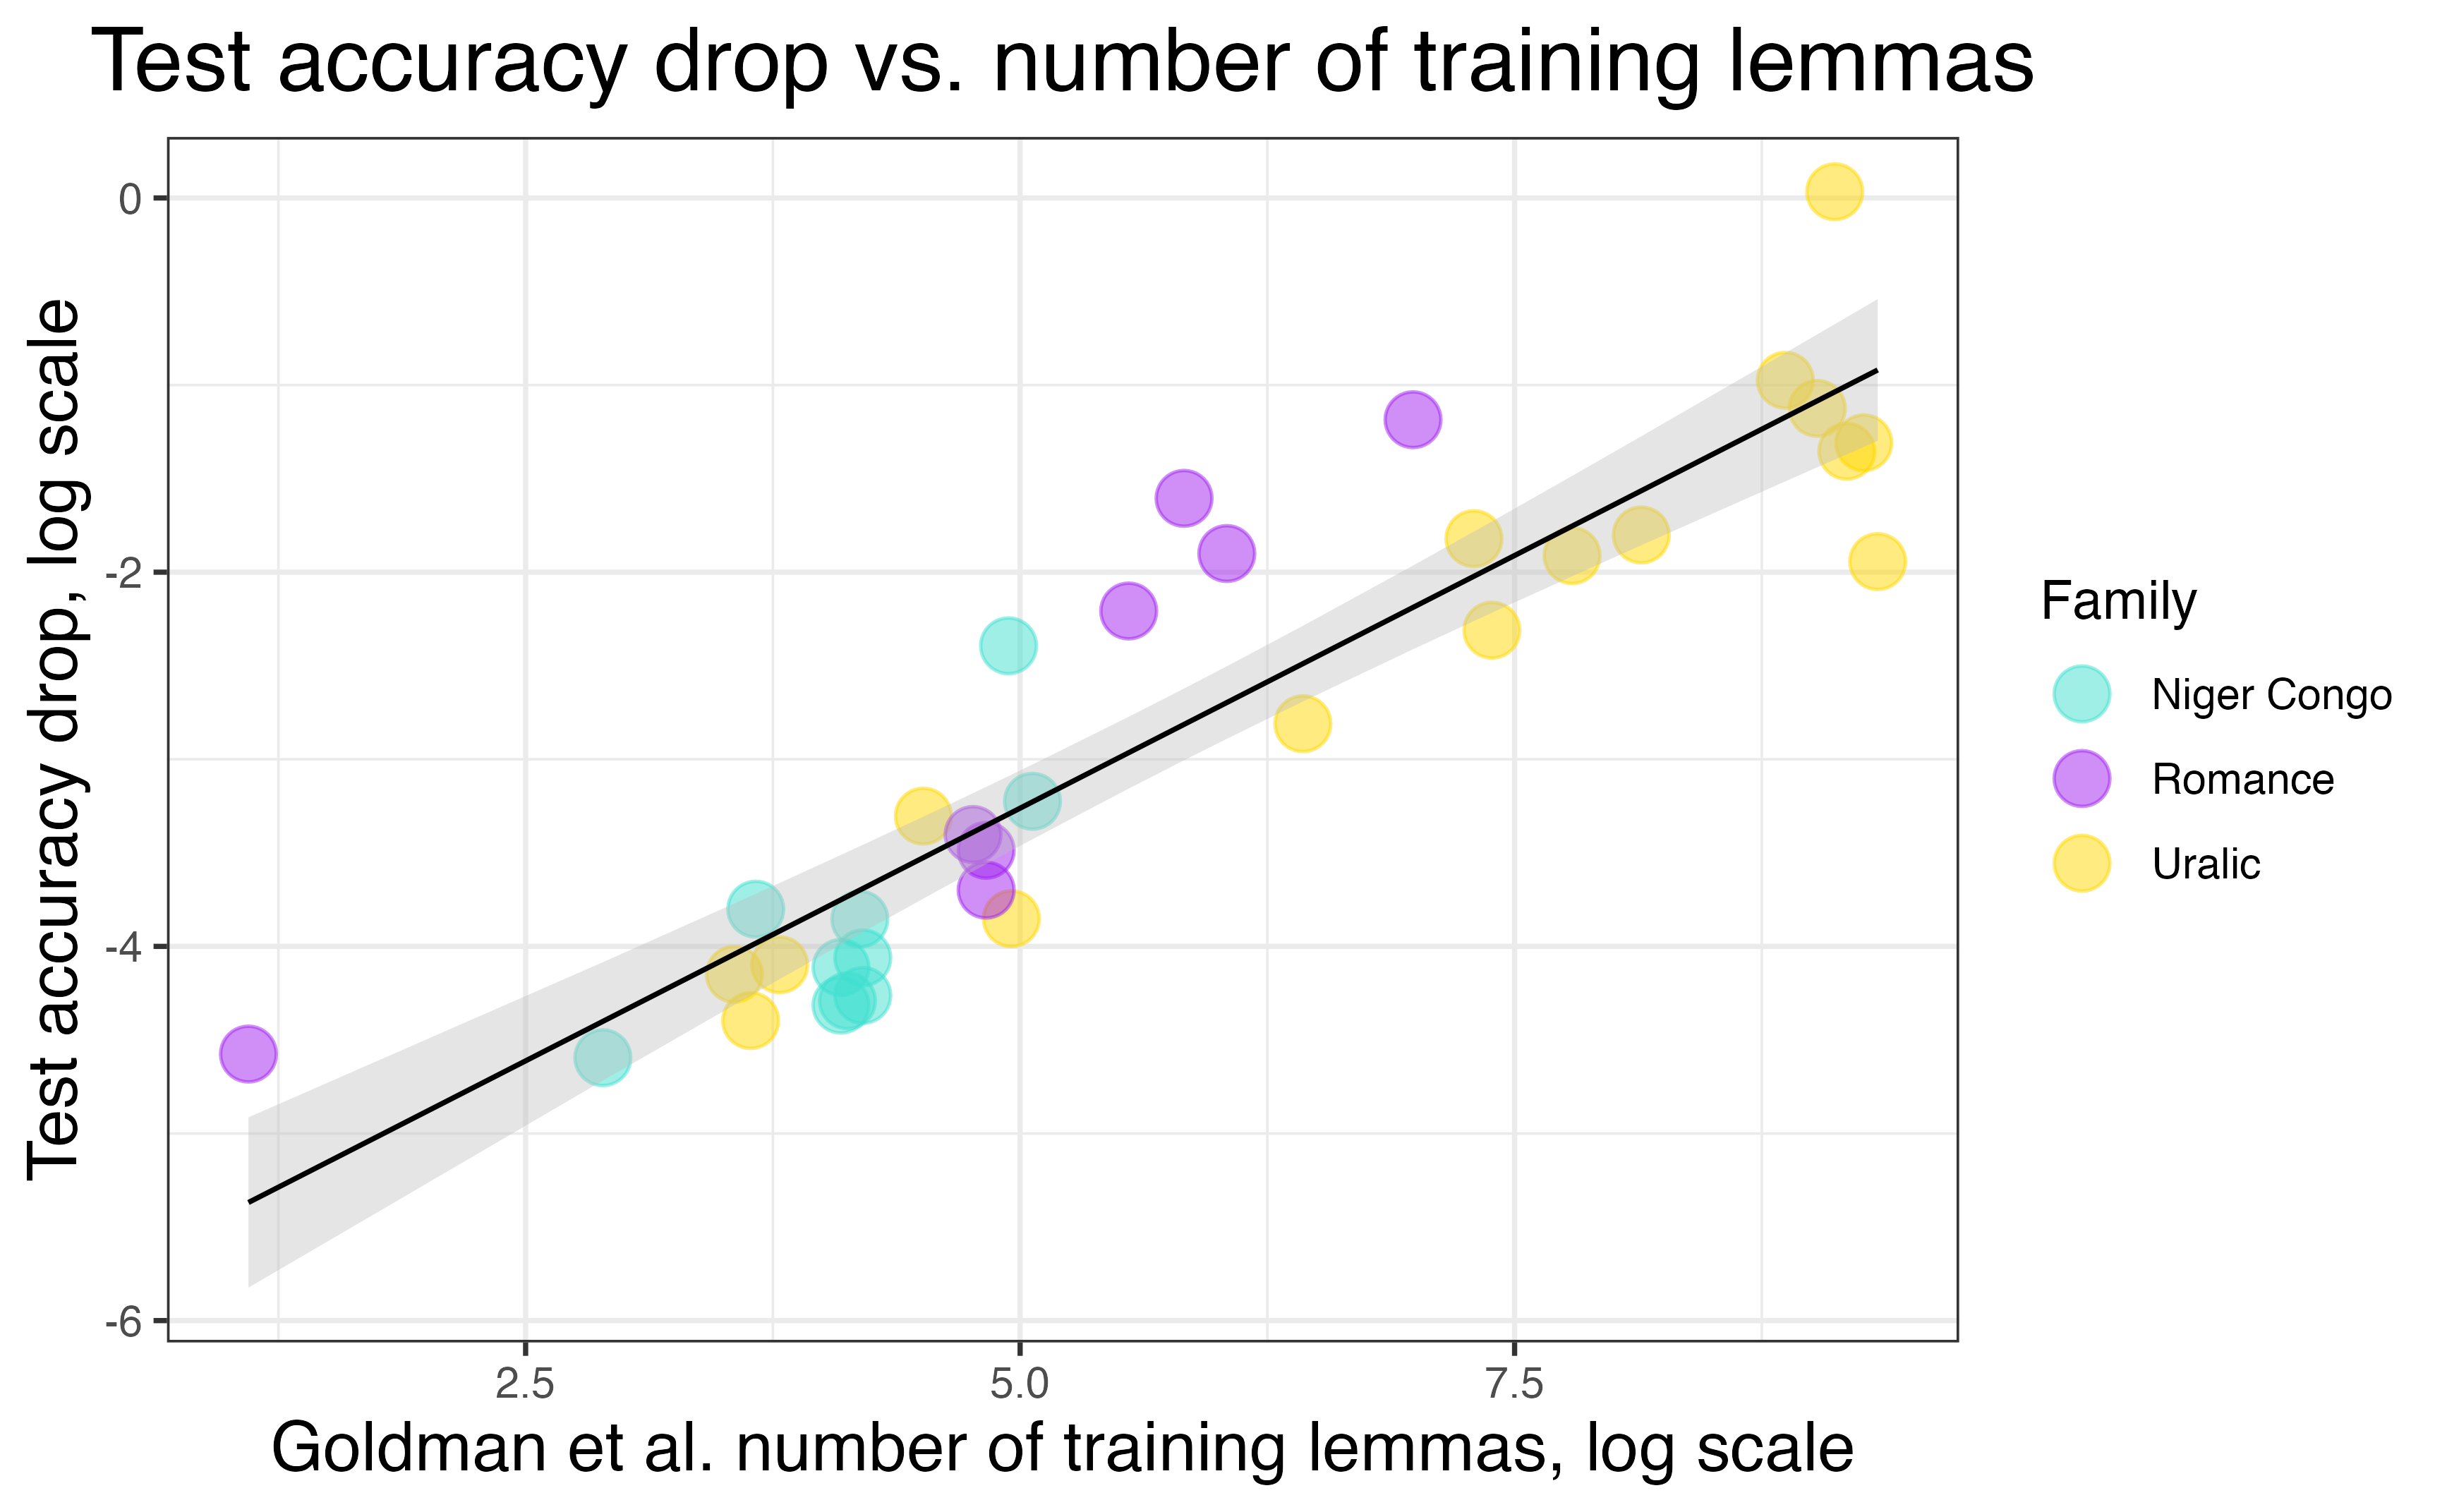 Test accuracy drop vs. number of training lemmas
Test accuracy drop, log scale
0
-2
-4
-6
2.5
5.0
7.5
Goldman et al. number of training lemmas, log scale
Family
Niger Congo
Romance
Uralic